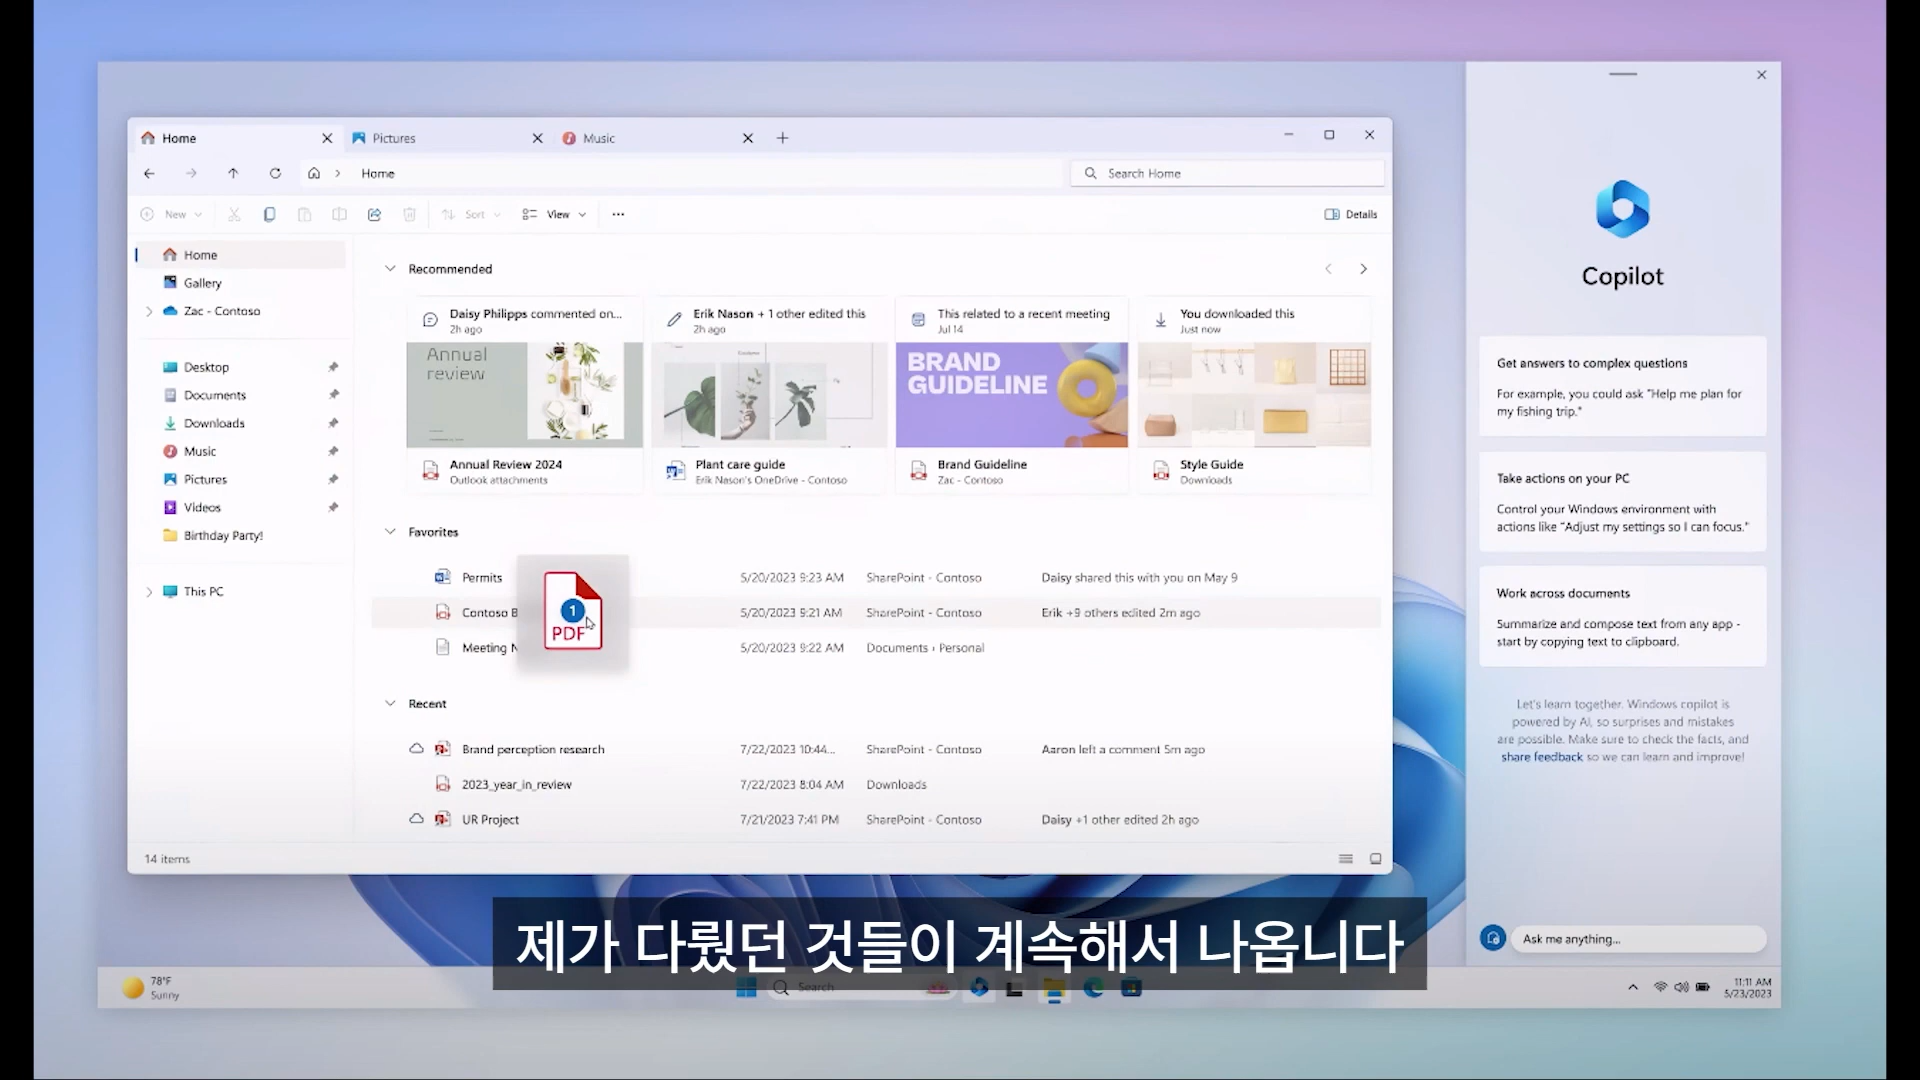 Home
Pictures
Music
Home
Search Home
New
Sort
View
Details
Home
Gallery
Zac - Contoso
Desktop
Documents
Downloads
Music
Pictures
Videos
Birthday Party!
This PC
Recommended
Daisy Philipps commented on...
2h ago
Annual
review
Annual Review 2024
Outlook attachments
Erik Nason + 1 other edited this
2h ago
Plant care guide
Erik Nason's OneDrive - Contoso
This related to a recent meeting
Jul 14
BRAND
GUIDELINE
Brand Guideline
Zac - Contoso
You downloaded this
Just now
Style Guide
Downloads
Favorites
Permits 5/20/2023 9:23 AM SharePoint - Contoso Daisy shared this with you on May 9
Contoso B 5/20/2023 9:21 AM SharePoint - Contoso Erik +9 others edited 2m ago
Meeting N 5/20/2023 9:22 AM Documents › Personal
1
PDF
Recent
Brand perception research 7/22/2023 10:44... SharePoint - Contoso Aaron left a comment 5m ago
2023_year_in_review 7/22/2023 8:04 AM Downloads
UR Project 7/21/2023 7:41 PM SharePoint - Contoso Daisy +1 other edited 2h ago
14 items
Copilot
Get answers to complex questions
For example, you could ask "Help me plan for
my fishing trip."
Take actions on your PC
Control your Windows environment with
actions like "Adjust my settings so I can focus."
Work across documents
Summarize and compose text from any app -
start by copying text to clipboard.
Let's learn together. Windows copilot is
powered by AI, so surprises and mistakes
are possible. Make sure to check the facts, and
share feedback so we can learn and improve!
Ask me anything...
제가 다뤘던 것들이 계속해서 나옵니다
78°F
Sunny
Search
11:11 AM
5/23/2023